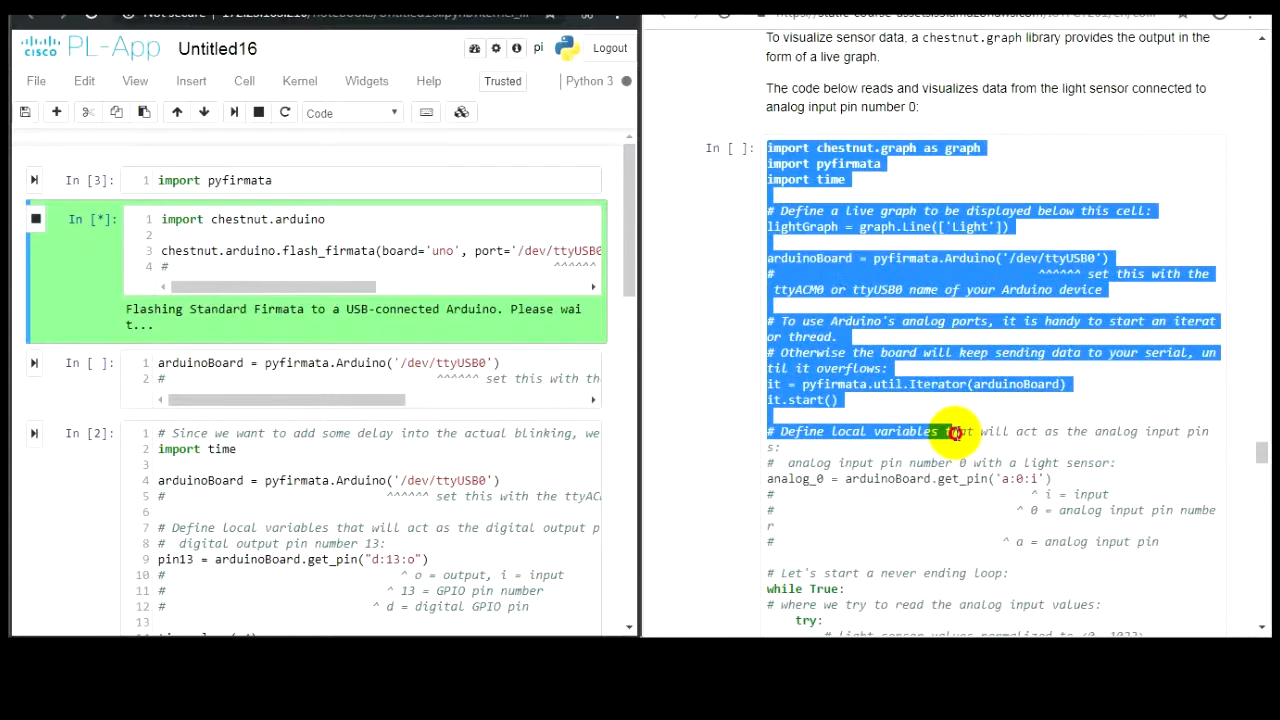 CISCO PL-App Untitled16
pi Logout
File Edit View Insert Cell Kernel Widgets Help Trusted Python 3
Code
In [3]: 1 import pyfirmata
In [*]: 1 import chestnut.arduino
2
3 chestnut.arduino.flash_firmata(board='uno', port='/dev/ttyUSB0
4 # ^^^^^^
Flashing Standard Firmata to a USB-connected Arduino. Please wai
t...
In [ ]: 1 arduinoBoard = pyfirmata.Arduino('/dev/ttyUSB0')
2 # ^^^^^^ set this with the
In [2]: 1 # Since we want to add some delay into the actual blinking, we
2 import time
3
4 arduinoBoard = pyfirmata.Arduino('/dev/ttyUSB0')
5 # ^^^^^^ set this with the ttyAC
6
7 # Define local variables that will act as the digital output p
8 # digital output pin number 13:
9 pin13 = arduinoBoard.get_pin("d:13:o")
10 # ^ o = output, i = input
11 # ^ 13 = GPIO pin number
12 # ^ d = digital GPIO pin
13
To visualize sensor data, a chestnut.graph library provides the output in the
form of a live graph.
The code below reads and visualizes data from the light sensor connected to
analog input pin number 0:
In [ ]: import chestnut.graph as graph
import pyfirmata
import time
# Define a live graph to be displayed below this cell:
lightGraph = graph.Line(['Light'])
arduinoBoard = pyfirmata.Arduino('/dev/ttyUSB0')
# ^^^^^^ set this with the
ttyACM0 or ttyUSB0 name of your Arduino device
# To use Arduino's analog ports, it is handy to start an iterat
or thread.
# Otherwise the board will keep sending data to your serial, un
til it overflows:
it = pyfirmata.util.Iterator(arduinoBoard)
it.start()
# Define local variables that will act as the analog input pin
s:
# analog input pin number 0 with a light sensor:
analog_0 = arduinoBoard.get_pin('a:0:i')
# ^ i = input
# ^ 0 = analog input pin numbe
r
# ^ a = analog input pin
# Let's start a never ending loop:
while True:
# where we try to read the analog input values:
try: